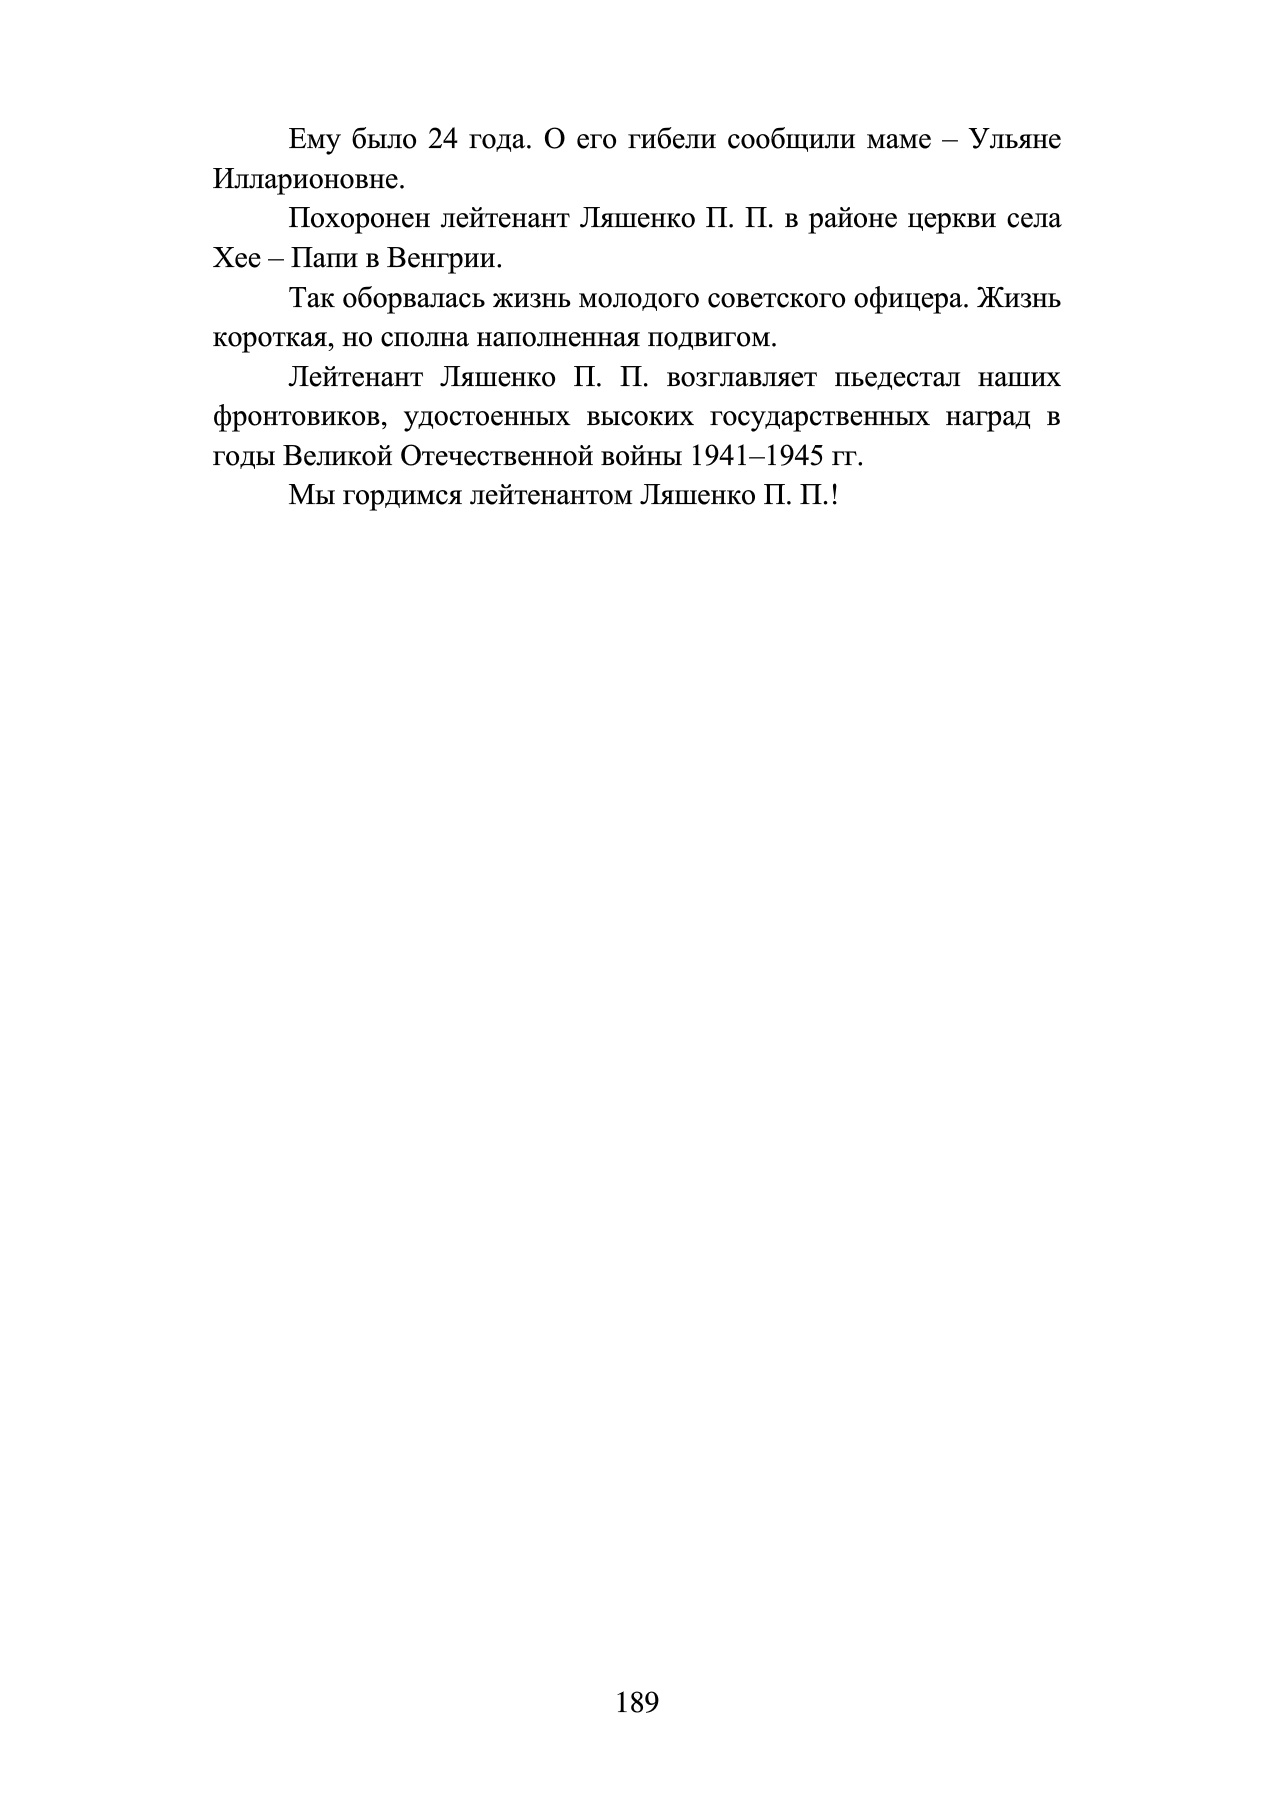 Ему было 24 года. О его гибели сообщили маме – Ульяне
Илларионовне.
Похоронен лейтенант Ляшенко П. П. в районе церкви села
Хее – Папи в Венгрии.
Так оборвалась жизнь молодого советского офицера. Жизнь
короткая, но сполна наполненная подвигом.
Лейтенант Ляшенко П. П. возглавляет пьедестал наших
фронтовиков, удостоенных высоких государственных наград в
годы Великой Отечественной войны 1941–1945 гг.
Мы гордимся лейтенантом Ляшенко П. П.!
189